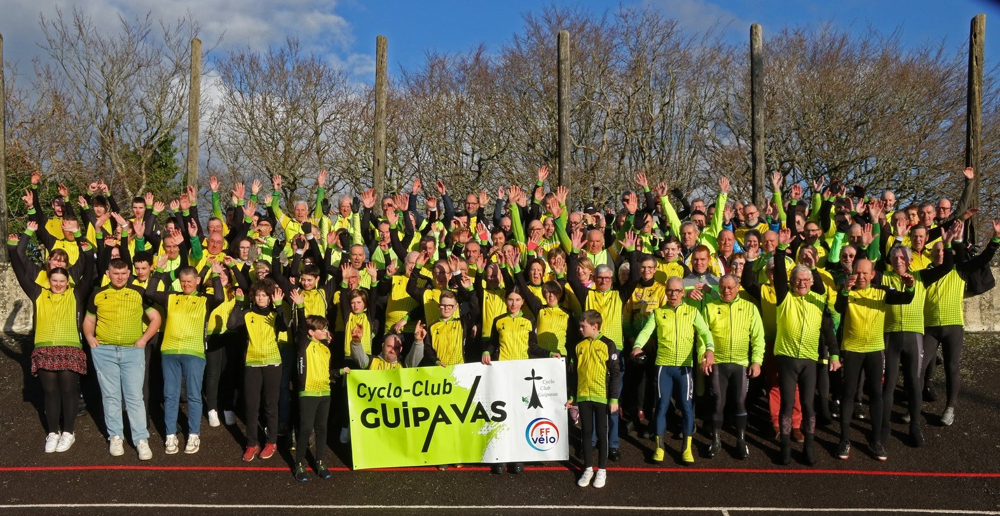 Cyclo-Club
GUIPAVAS
Cyclo
Club
Guipavas
FF
vélo